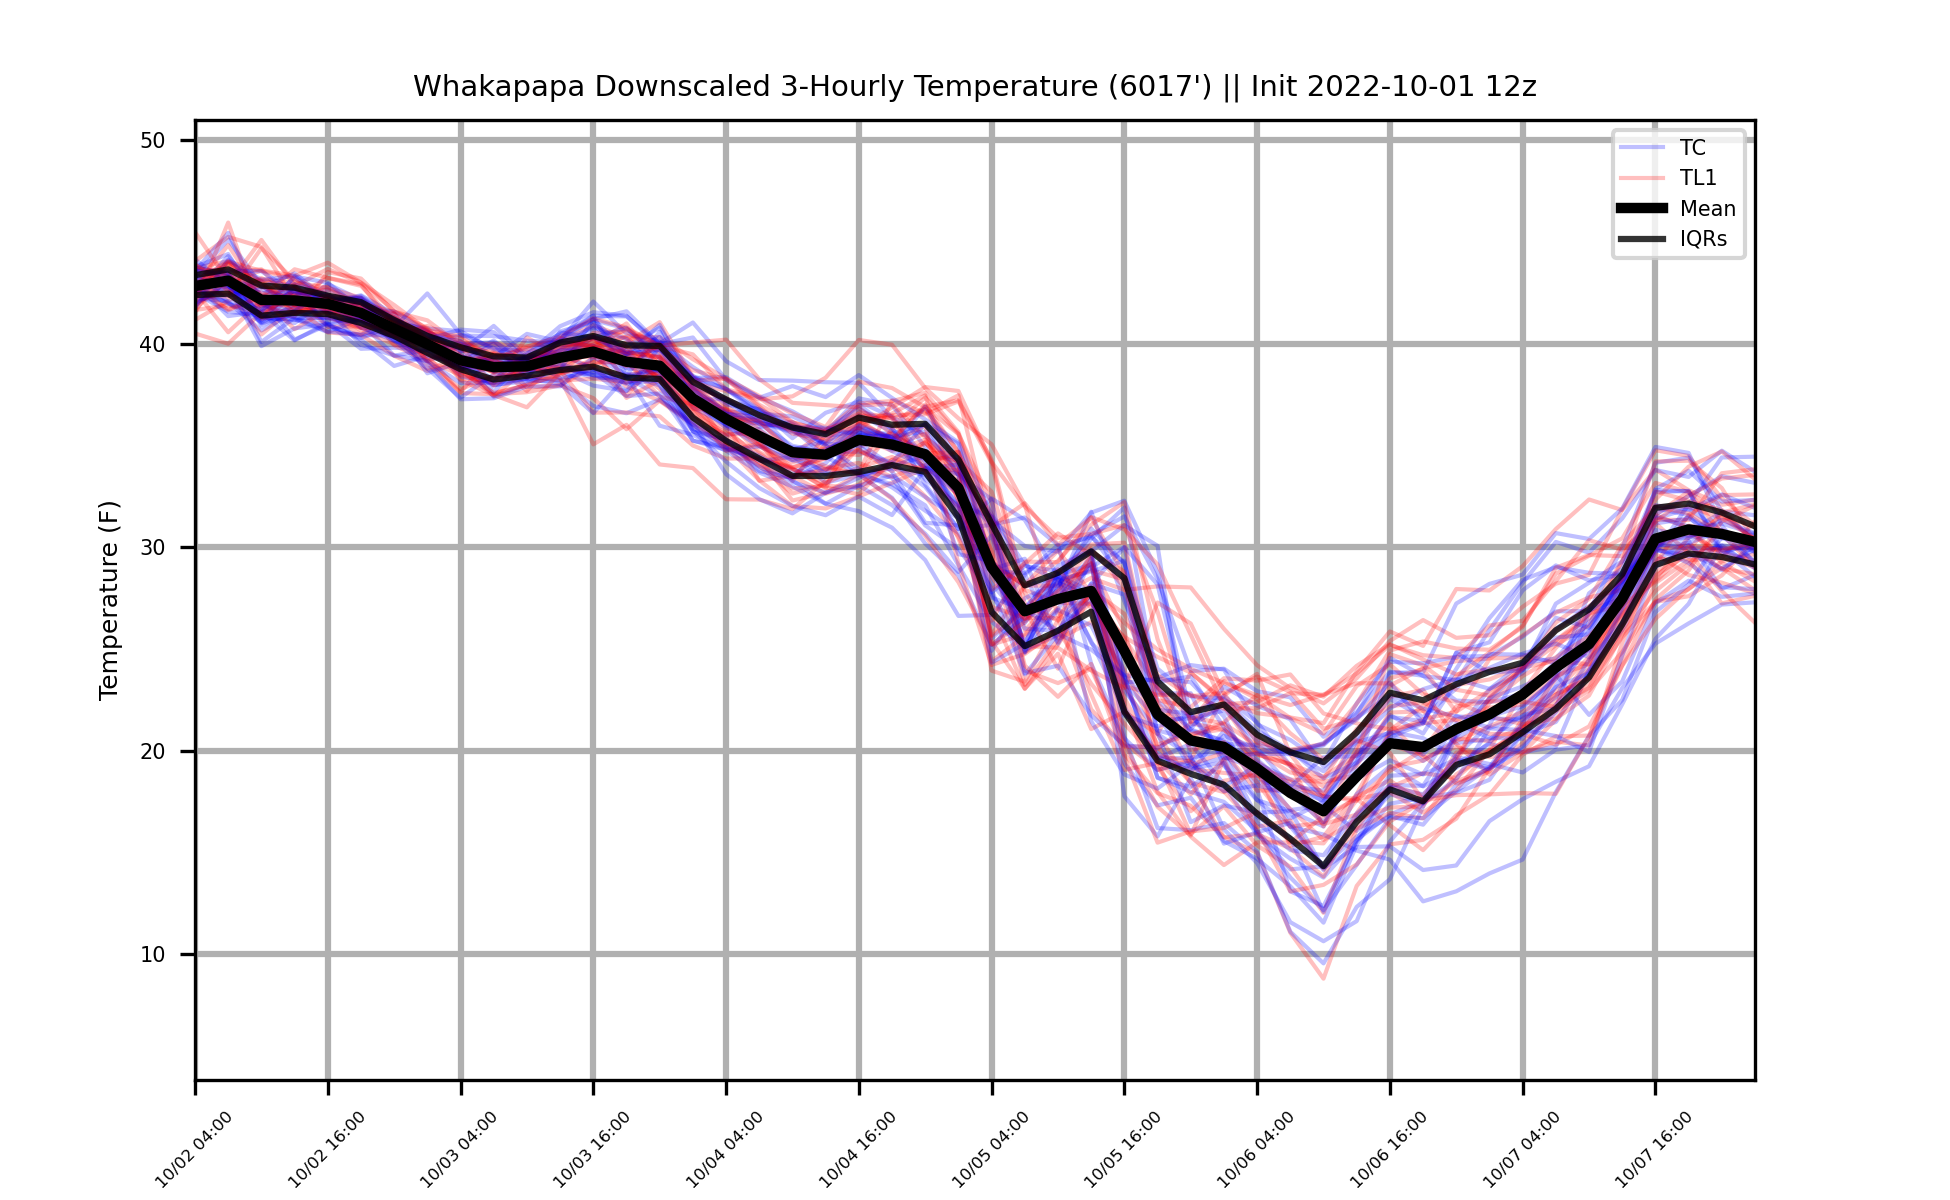 Whakapapa Downscaled 3-Hourly Temperature (6017') || Init 2022-10-01 12z
TC
TL1
Mean
IQRs
Temperature (F)
50
40
30
20
10
10/02 04:00
10/02 16:00
10/03 04:00
10/03 16:00
10/04 04:00
10/04 16:00
10/05 04:00
10/05 16:00
10/06 04:00
10/06 16:00
10/07 04:00
10/07 16:00